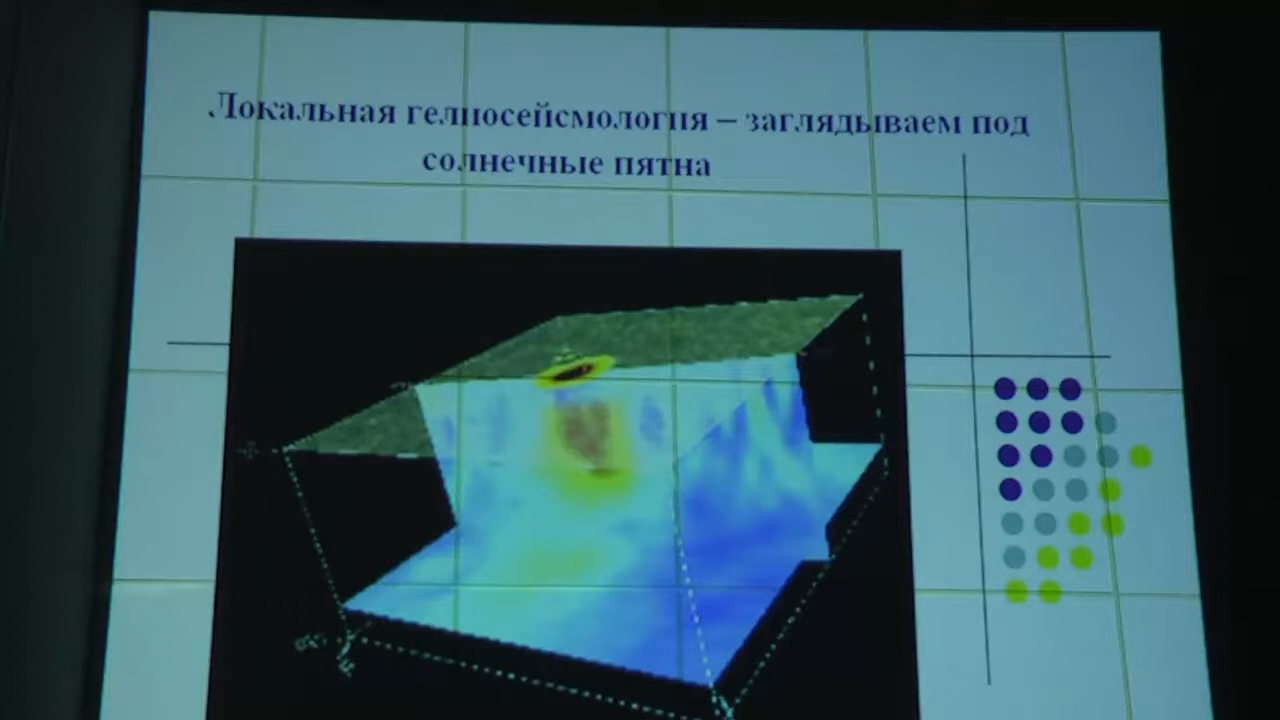 Локальная гелиосейсмология – заглядываем под
солнечные пятна